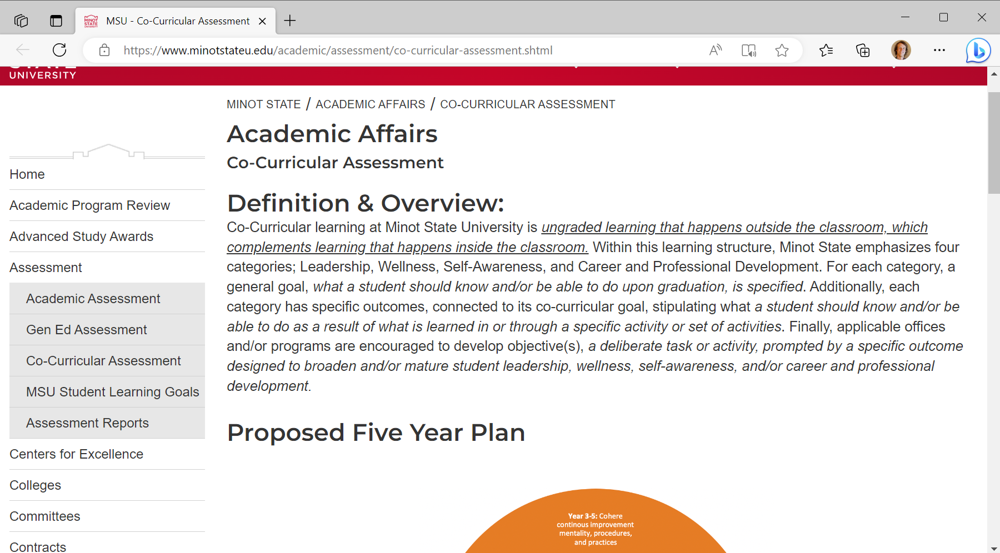 MSU - Co-Curricular Assessment
https://www.minotstateu.edu/academic/assessment/co-curricular-assessment.shtml
UNIVERSITY
MINOT STATE / ACADEMIC AFFAIRS / CO-CURRICULAR ASSESSMENT
Academic Affairs
Co-Curricular Assessment
Home
Academic Program Review
Advanced Study Awards
Assessment
Academic Assessment
Gen Ed Assessment
Co-Curricular Assessment
MSU Student Learning Goals
Assessment Reports
Centers for Excellence
Colleges
Committees
Contracts
Definition & Overview:
Co-Curricular learning at Minot State University is ungraded learning that happens outside the classroom, which
complements learning that happens inside the classroom. Within this learning structure, Minot State emphasizes four
categories; Leadership, Wellness, Self-Awareness, and Career and Professional Development. For each category, a
general goal, what a student should know and/or be able to do upon graduation, is specified. Additionally, each
category has specific outcomes, connected to its co-curricular goal, stipulating what a student should know and/or be
able to do as a result of what is learned in or through a specific activity or set of activities. Finally, applicable offices
and/or programs are encouraged to develop objective(s), a deliberate task or activity, prompted by a specific outcome
designed to broaden and/or mature student leadership, wellness, self-awareness, and/or career and professional
development.
Proposed Five Year Plan
Year 3-5: Cohere
continous improvement
mentality, procedures,
and practices